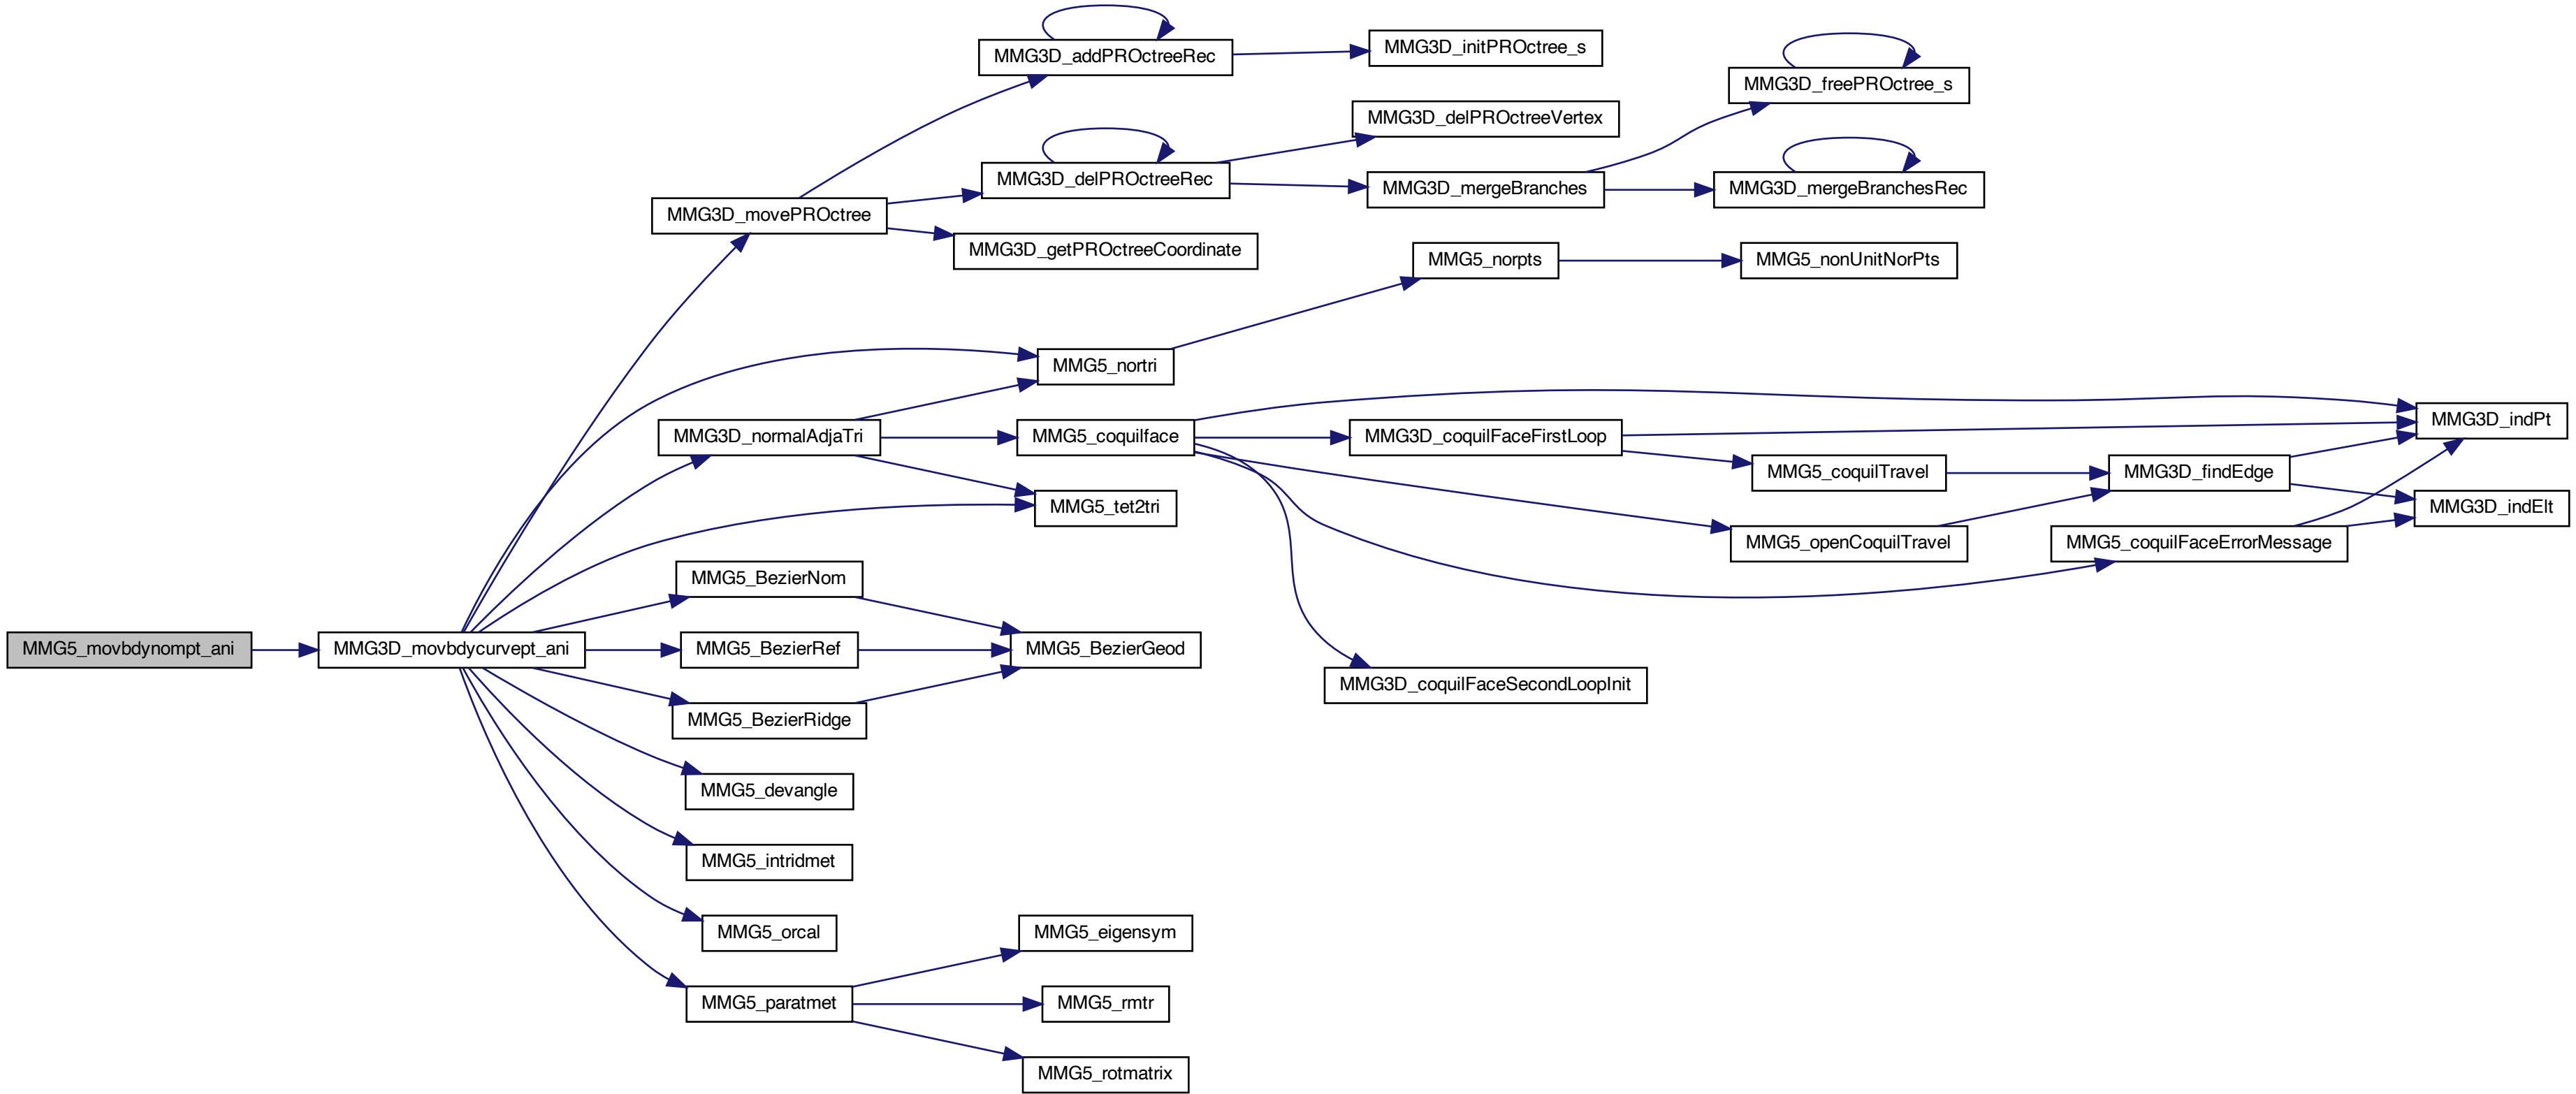 MMG3D_addPROctreeRec
MMG3D_initPROctree_s
MMG3D_freePROctree_s
MMG3D_delPROctreeVertex
MMG3D_delPROctreeRec
MMG3D_mergeBranches
MMG3D_mergeBranchesRec
MMG3D_movePROctree
MMG3D_getPROctreeCoordinate
MMG5_norpts
MMG5_nonUnitNorPts
MMG5_nortri
MMG3D_normalAdjaTri
MMG5_coquilface
MMG3D_coquilFaceFirstLoop
MMG3D_indPt
MMG5_coquilTravel
MMG3D_findEdge
MMG5_tet2tri
MMG3D_indElt
MMG5_openCoquilTravel
MMG5_coquilFaceErrorMessage
MMG5_BezierNom
MMG5_movbdynompt_ani
MMG3D_movbdycurvept_ani
MMG5_BezierRef
MMG5_BezierGeod
MMG3D_coquilFaceSecondLoopInit
MMG5_BezierRidge
MMG5_devangle
MMG5_intridmet
MMG5_orcal
MMG5_eigensym
MMG5_paratmet
MMG5_rmtr
MMG5_rotmatrix